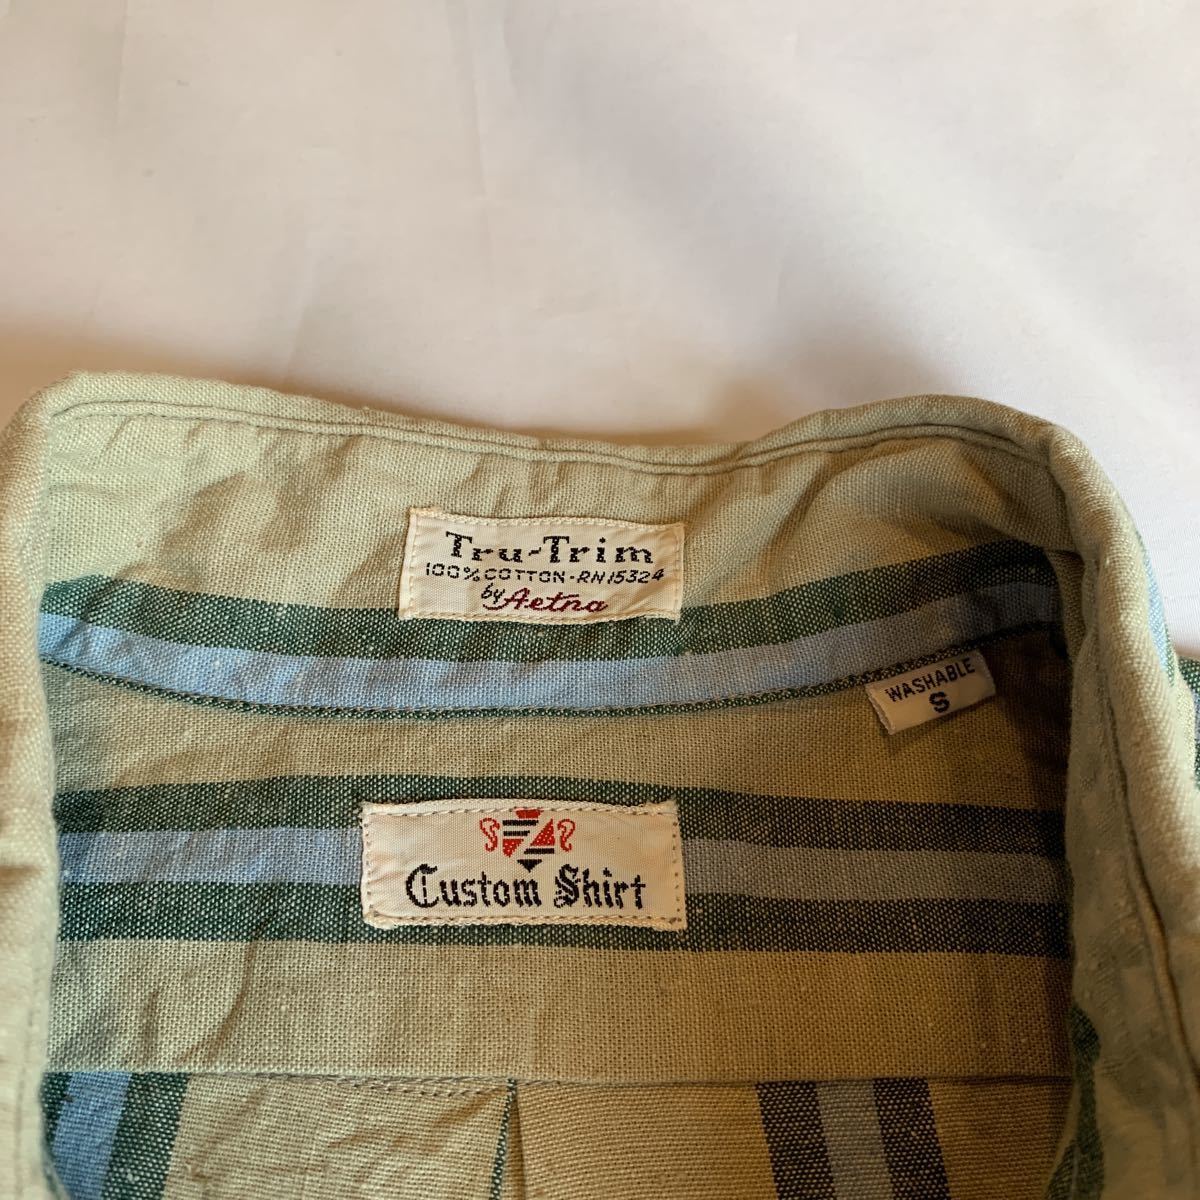 Tru-Trim
100% COTTON-RN15324
by Aetna
WASHABLE
S
Custom Shirt